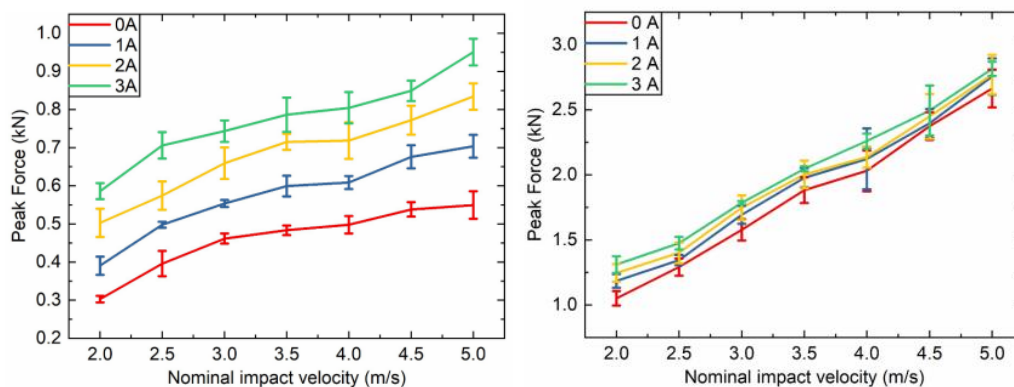 0A
1A
2A
3A
1.0
0.9
0.8
0.7
0.6
0.5
0.4
0.3
0.2
Peak Force (kN)
2.0 2.5 3.0 3.5 4.0 4.5 5.0
Nominal impact velocity (m/s)
0 A
1 A
2 A
3 A
3.0
2.5
2.0
1.5
1.0
Peak Force (kN)
2.0 2.5 3.0 3.5 4.0 4.5 5.0
Nominal impact velocity (m/s)